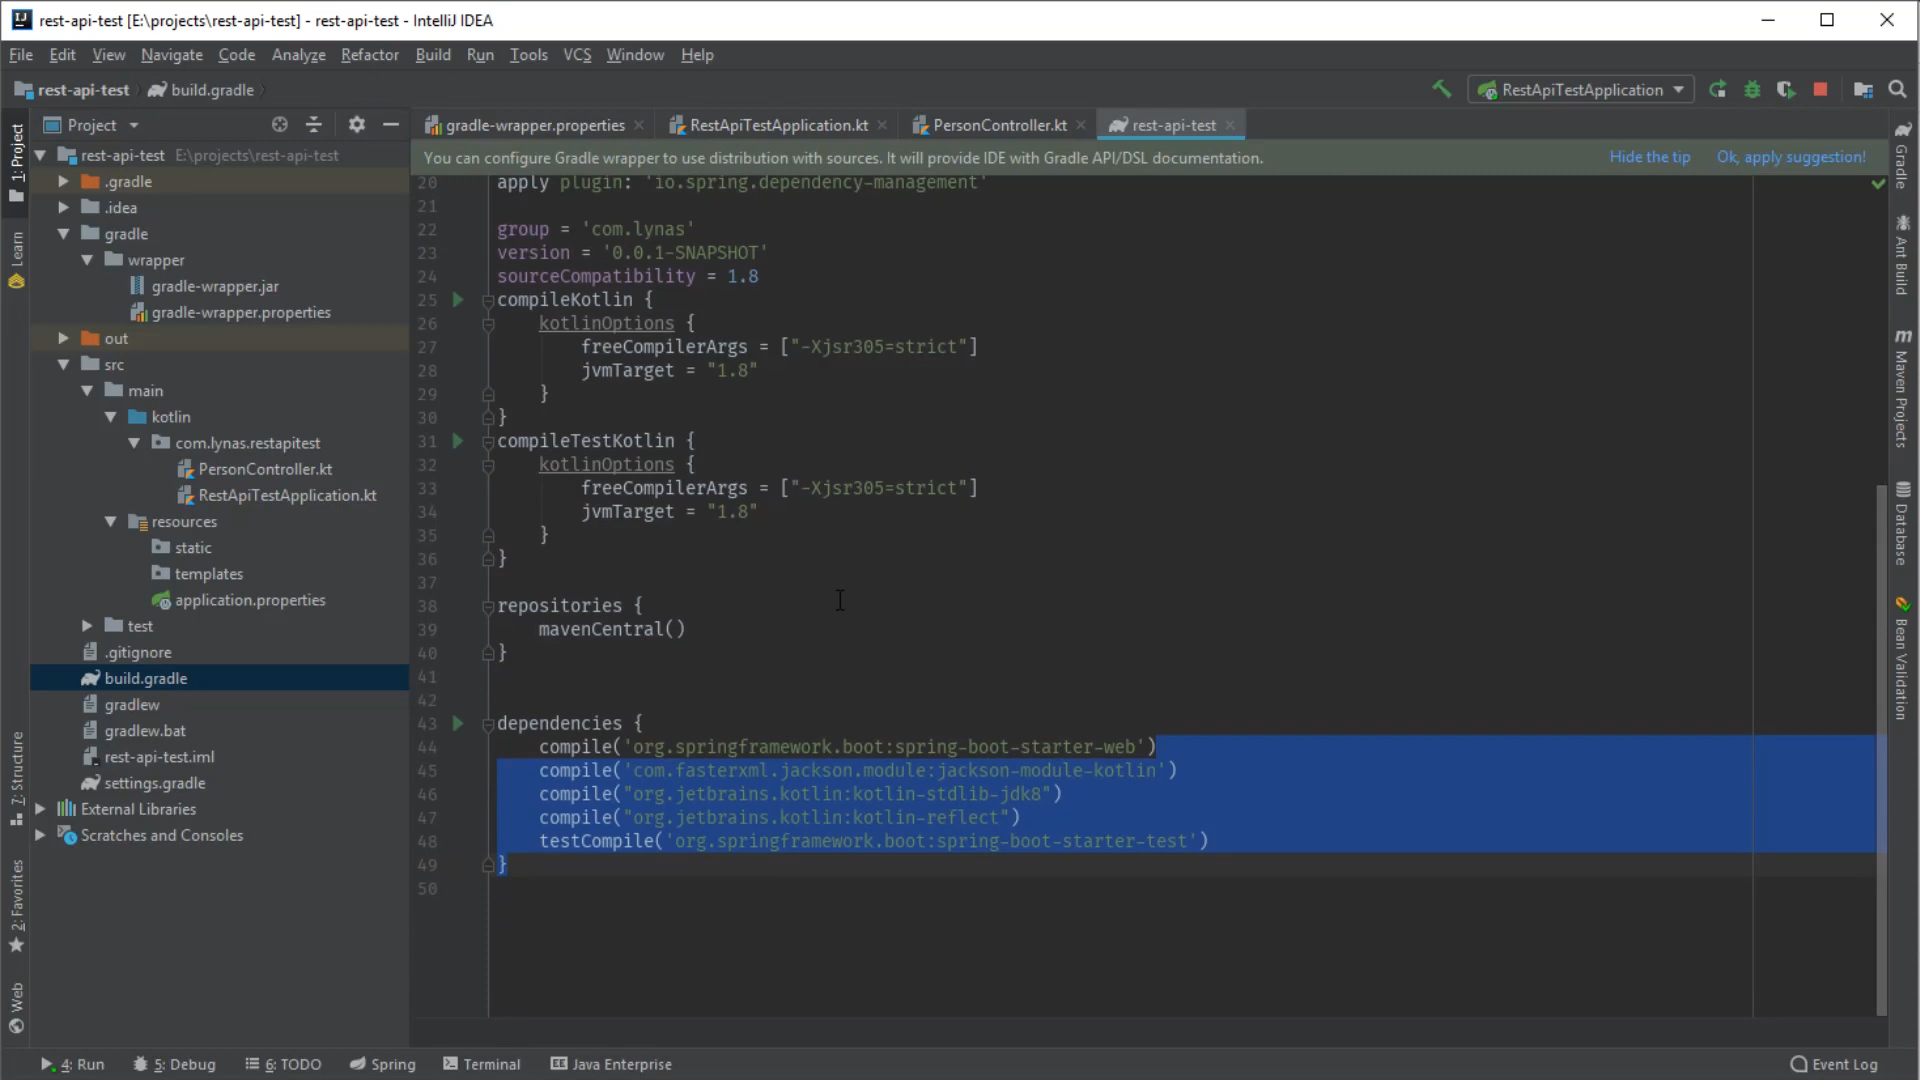 rest-api-test [E:\projects\rest-api-test] - rest-api-test - IntelliJ IDEA
File Edit View Navigate Code Analyze Refactor Build Run Tools VCS Window Help
rest-api-test build.gradle RestApiTestApplication
Project
gradle-wrapper.properties RestApiTestApplication.kt PersonController.kt rest-api-test
You can configure Gradle wrapper to use distribution with sources. It will provide IDE with Gradle API/DSL documentation. Hide the tip Ok, apply suggestion!
1: Project
Learn
7: Structure
2: Favorites
Web
rest-api-test E:\projects\rest-api-test
.gradle
.idea
gradle
wrapper
gradle-wrapper.jar
gradle-wrapper.properties
out
src
main
kotlin
com.lynas.restapitest
PersonController.kt
RestApiTestApplication.kt
resources
static
templates
application.properties
test
.gitignore
build.gradle
gradlew
gradlew.bat
rest-api-test.iml
settings.gradle
External Libraries
Scratches and Consoles
20 apply plugin: 'io.spring.dependency-management'
21
22 group = 'com.lynas'
23 version = '0.0.1-SNAPSHOT'
24 sourceCompatibility = 1.8
25 compileKotlin {
26 kotlinOptions {
27 freeCompilerArgs = ["-Xjsr305=strict"]
28 jvmTarget = "1.8"
29 }
30 }
31 compileTestKotlin {
32 kotlinOptions {
33 freeCompilerArgs = ["-Xjsr305=strict"]
34 jvmTarget = "1.8"
35 }
36 }
37
38 repositories {
39 mavenCentral()
40 }
41
42
43 dependencies {
44 compile('org.springframework.boot:spring-boot-starter-web')
45 compile('com.fasterxml.jackson.module:jackson-module-kotlin')
46 compile("org.jetbrains.kotlin:kotlin-stdlib-jdk8")
47 compile("org.jetbrains.kotlin:kotlin-reflect")
48 testCompile('org.springframework.boot:spring-boot-starter-test')
49 }
50
Gradle
Ant Build
m Maven Projects
Database
Bean Validation
4: Run 5: Debug 6: TODO Spring Terminal Java Enterprise Event Log